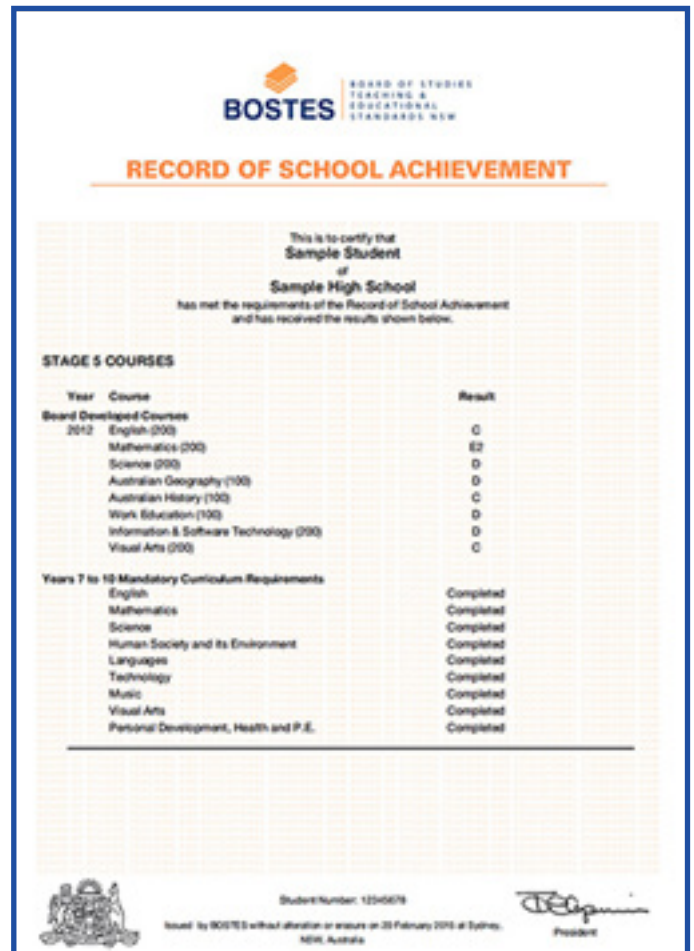 BOSTES
BOARD OF STUDIES
TEACHING &
EDUCATIONAL
STANDARDS NSW
RECORD OF SCHOOL ACHIEVEMENT
This is to certify that
Sample Student
of
Sample High School
has met the requirements of the Record of School Achievement
and has received the results shown below.
STAGE 5 COURSES
Year Course Result
Board Developed Courses
2012 English (200) C
Mathematics (200) E2
Science (200) D
Australian Geography (100) D
Australian History (100) C
Work Education (100) D
Information & Software Technology (200) D
Visual Arts (200) C
Years 7 to 10 Mandatory Curriculum Requirements
English Completed
Mathematics Completed
Science Completed
Human Society and its Environment Completed
Languages Completed
Technology Completed
Music Completed
Visual Arts Completed
Personal Development, Health and P.E. Completed
Student Number: 12345678
Issued by BOSTES without alteration or erasure on 20 February 2015 at Sydney,
NSW, Australia
President